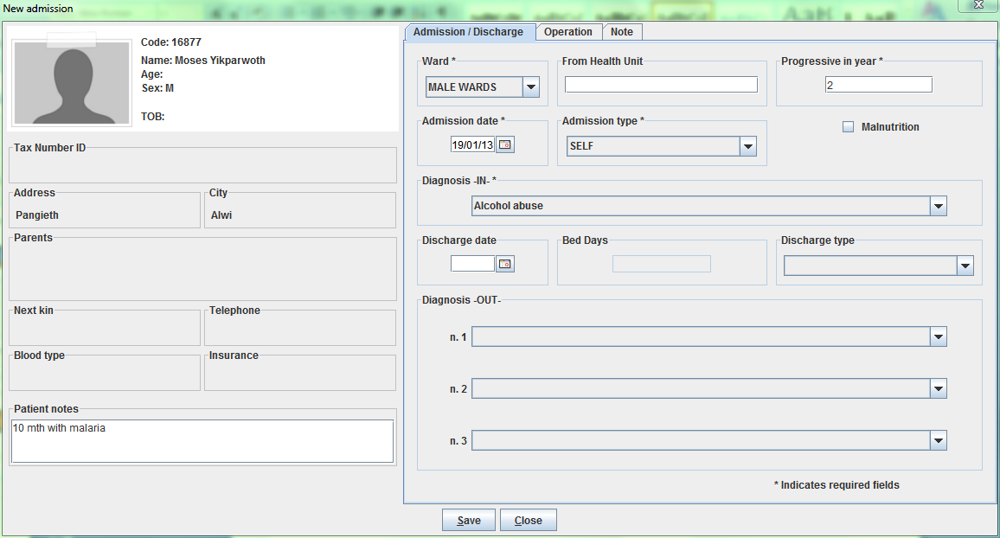 New admission
Code: 16877
Name: Moses Yikparwoth
Age:
Sex: M
TOB:
Tax Number ID
Address
Pangieth
City
Alwi
Parents
Next kin
Telephone
Blood type
Insurance
Patient notes
10 mth with malaria
Admission / Discharge
Operation
Note
Ward *
MALE WARDS
From Health Unit
Progressive in year *
2
Admission date *
19/01/13
Admission type *
SELF
Malnutrition
Diagnosis -IN- *
Alcohol abuse
Discharge date
Bed Days
Discharge type
Diagnosis -OUT-
n. 1
n. 2
n. 3
* Indicates required fields
Save
Close